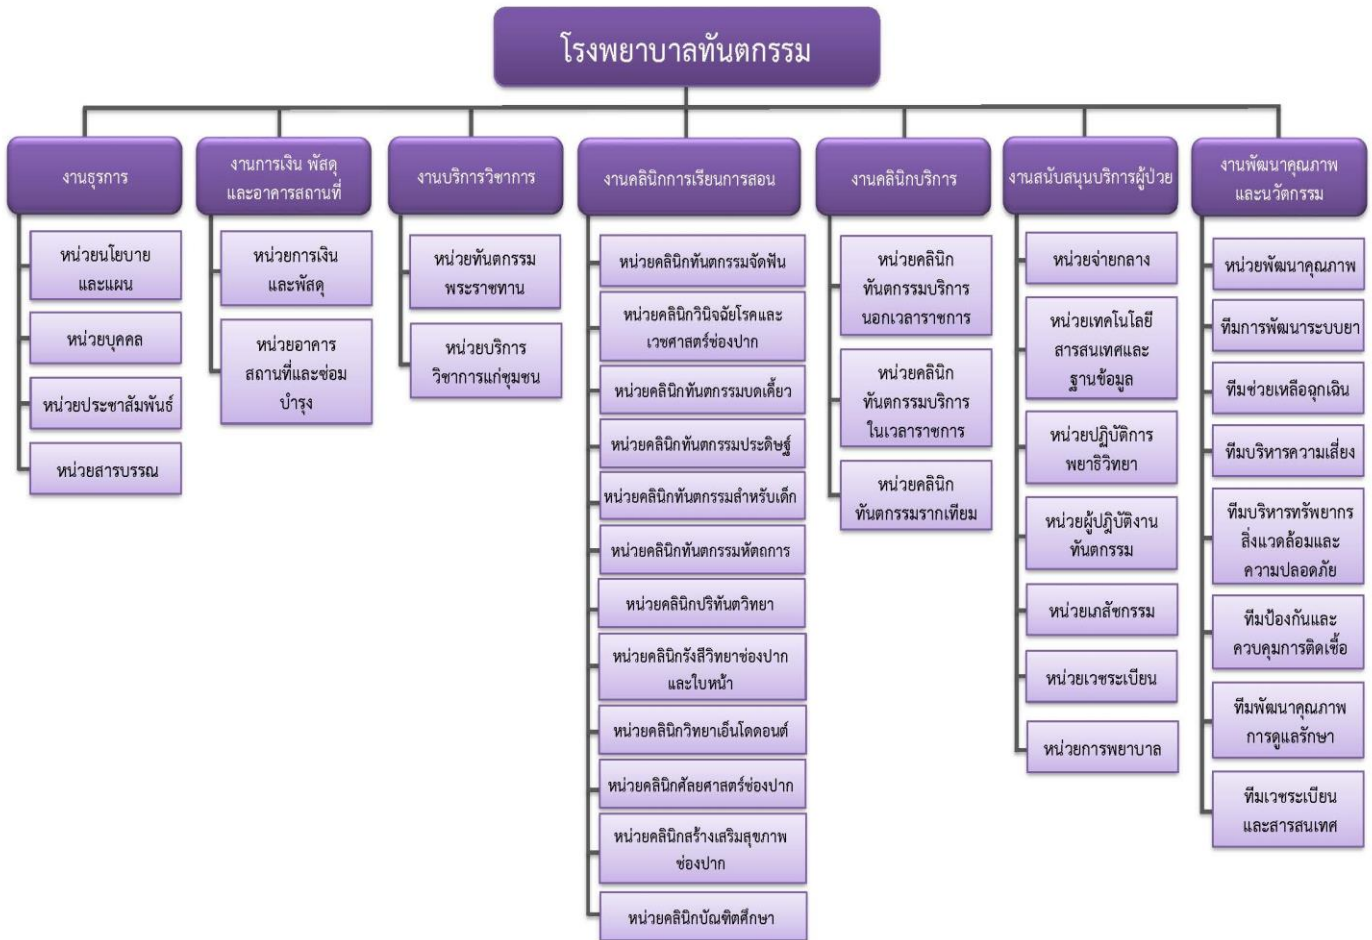 โรงพยาบาลทันตกรรม
งานธุรการ
หน่วยนโยบาย
และแผน
หน่วยบุคคล
หน่วยประชาสัมพันธ์
หน่วยสารบรรณ
งานการเงิน พัสดุ
และอาคารสถานที่
หน่วยการเงิน
และพัสดุ
หน่วยอาคาร
สถานที่และซ่อม
บำรุง
งานบริการวิชาการ
หน่วยทันตกรรม
พระราชทาน
หน่วยบริการ
วิชาการแก่ชุมชน
งานคลินิกการเรียนการสอน
หน่วยคลินิกทันตกรรมจัดฟัน
หน่วยคลินิกวินิจฉัยโรคและ
เวชศาสตร์ช่องปาก
หน่วยคลินิกทันตกรรมบดเคี้ยว
หน่วยคลินิกทันตกรรมประดิษฐ์
หน่วยคลินิกทันตกรรมสำหรับเด็ก
หน่วยคลินิกทันตกรรมหัตถการ
หน่วยคลินิกปริทันตวิทยา
หน่วยคลินิกรังสีวิทยาช่องปาก
และใบหน้า
หน่วยคลินิกวิทยาเอ็นโดดอนต์
หน่วยคลินิกศัลยศาสตร์ช่องปาก
หน่วยคลินิกสร้างเสริมสุขภาพ
ช่องปาก
หน่วยคลินิกบัณฑิตศึกษา
งานคลินิกบริการ
หน่วยคลินิก
ทันตกรรมบริการ
นอกเวลาราชการ
หน่วยคลินิก
ทันตกรรมบริการ
ในเวลาราชการ
หน่วยคลินิก
ทันตกรรมรากเทียม
งานสนับสนุนบริการผู้ป่วย
หน่วยจ่ายกลาง
หน่วยเทคโนโลยี
สารสนเทศและ
ฐานข้อมูล
หน่วยปฏิบัติการ
พยาธิวิทยา
หน่วยผู้ปฏิบัติงาน
ทันตกรรม
หน่วยเภสัชกรรม
หน่วยเวชระเบียน
หน่วยการพยาบาล
งานพัฒนาคุณภาพ
และนวัตกรรม
หน่วยพัฒนาคุณภาพ
ทีมการพัฒนาระบบยา
ทีมช่วยเหลือฉุกเฉิน
ทีมบริหารความเสี่ยง
ทีมบริหารทรัพยากร
สิ่งแวดล้อมและ
ความปลอดภัย
ทีมป้องกันและ
ควบคุมการติดเชื้อ
ทีมพัฒนาคุณภาพ
การดูแลรักษา
ทีมเวชระเบียน
และสารสนเทศ